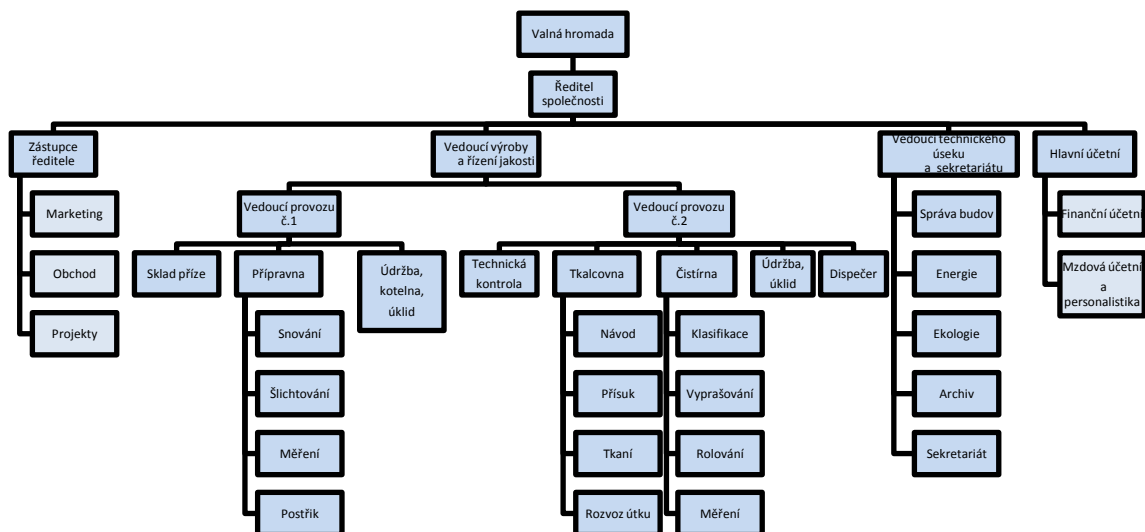 Valná hromada
Ředitel
společnosti
Zástupce
ředitele
Vedoucí výroby
a řízení jakosti
Vedoucí technického
úseku
a sekretariátu
Hlavní účetní
Marketing
Obchod
Projekty
Vedoucí provozu
č.1
Vedoucí provozu
č.2
Sklad příze
Přípravna
Údržba,
kotelna,
úklid
Technická
kontrola
Tkalcovna
Čistírna
Údržba,
úklid
Dispečer
Snování
Šlichtování
Měření
Postřik
Návod
Přísuk
Tkaní
Rozvoz útku
Klasifikace
Vyprašování
Rolování
Měření
Správa budov
Energie
Ekologie
Archiv
Sekretariát
Finanční účetní
Mzdová účetní
a
personalistika